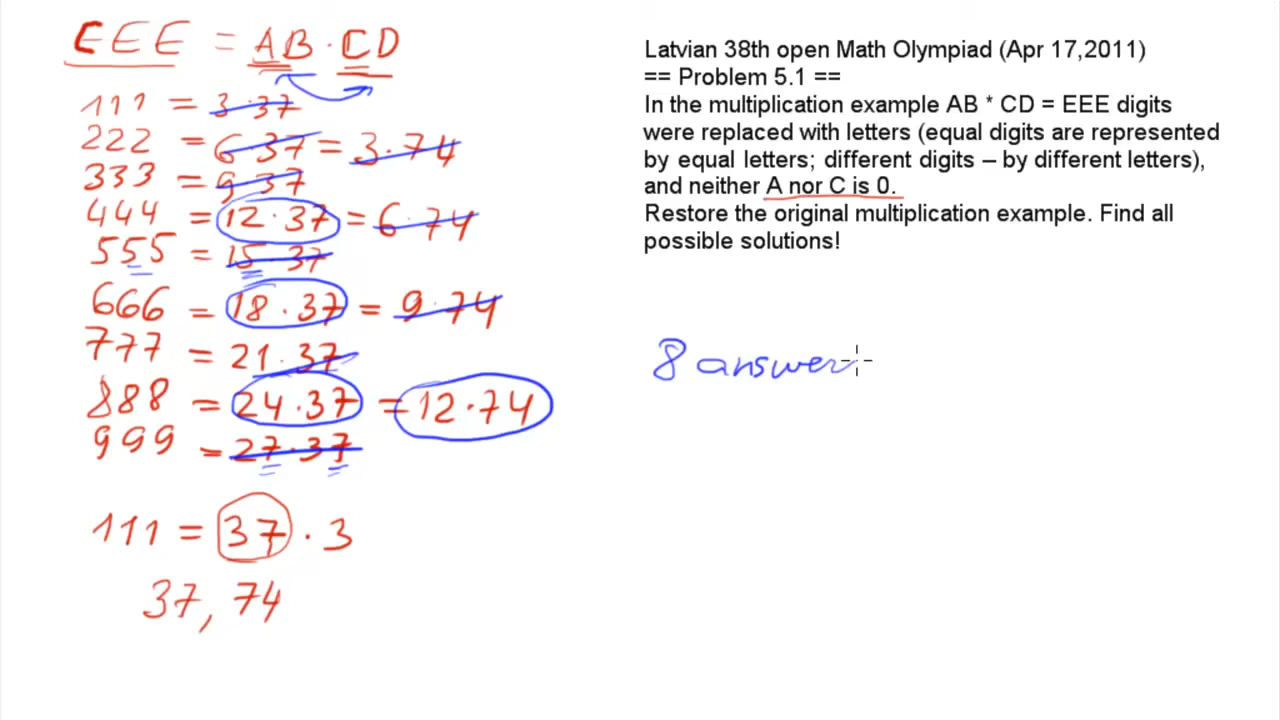 EEE = AB · CD
111 = 3·37
222 = 6·37 = 3·74
333 = 9·37
444 = 12·37 = 6·74
555 = 15·37
666 = 18·37 = 9·74
777 = 21·37
888 = 24·37 = 12·74
999 = 27·37
111 = 37 · 3
37, 74
Latvian 38th open Math Olympiad (Apr 17,2011)
== Problem 5.1 ==
In the multiplication example AB * CD = EEE digits
were replaced with letters (equal digits are represented
by equal letters; different digits – by different letters),
and neither A nor C is 0.
Restore the original multiplication example. Find all
possible solutions!
8 answer